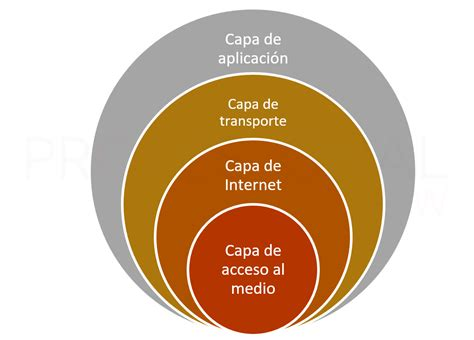 Capa de
aplicación
Capa de
transporte
Capa de
Internet
Capa de
acceso al
medio